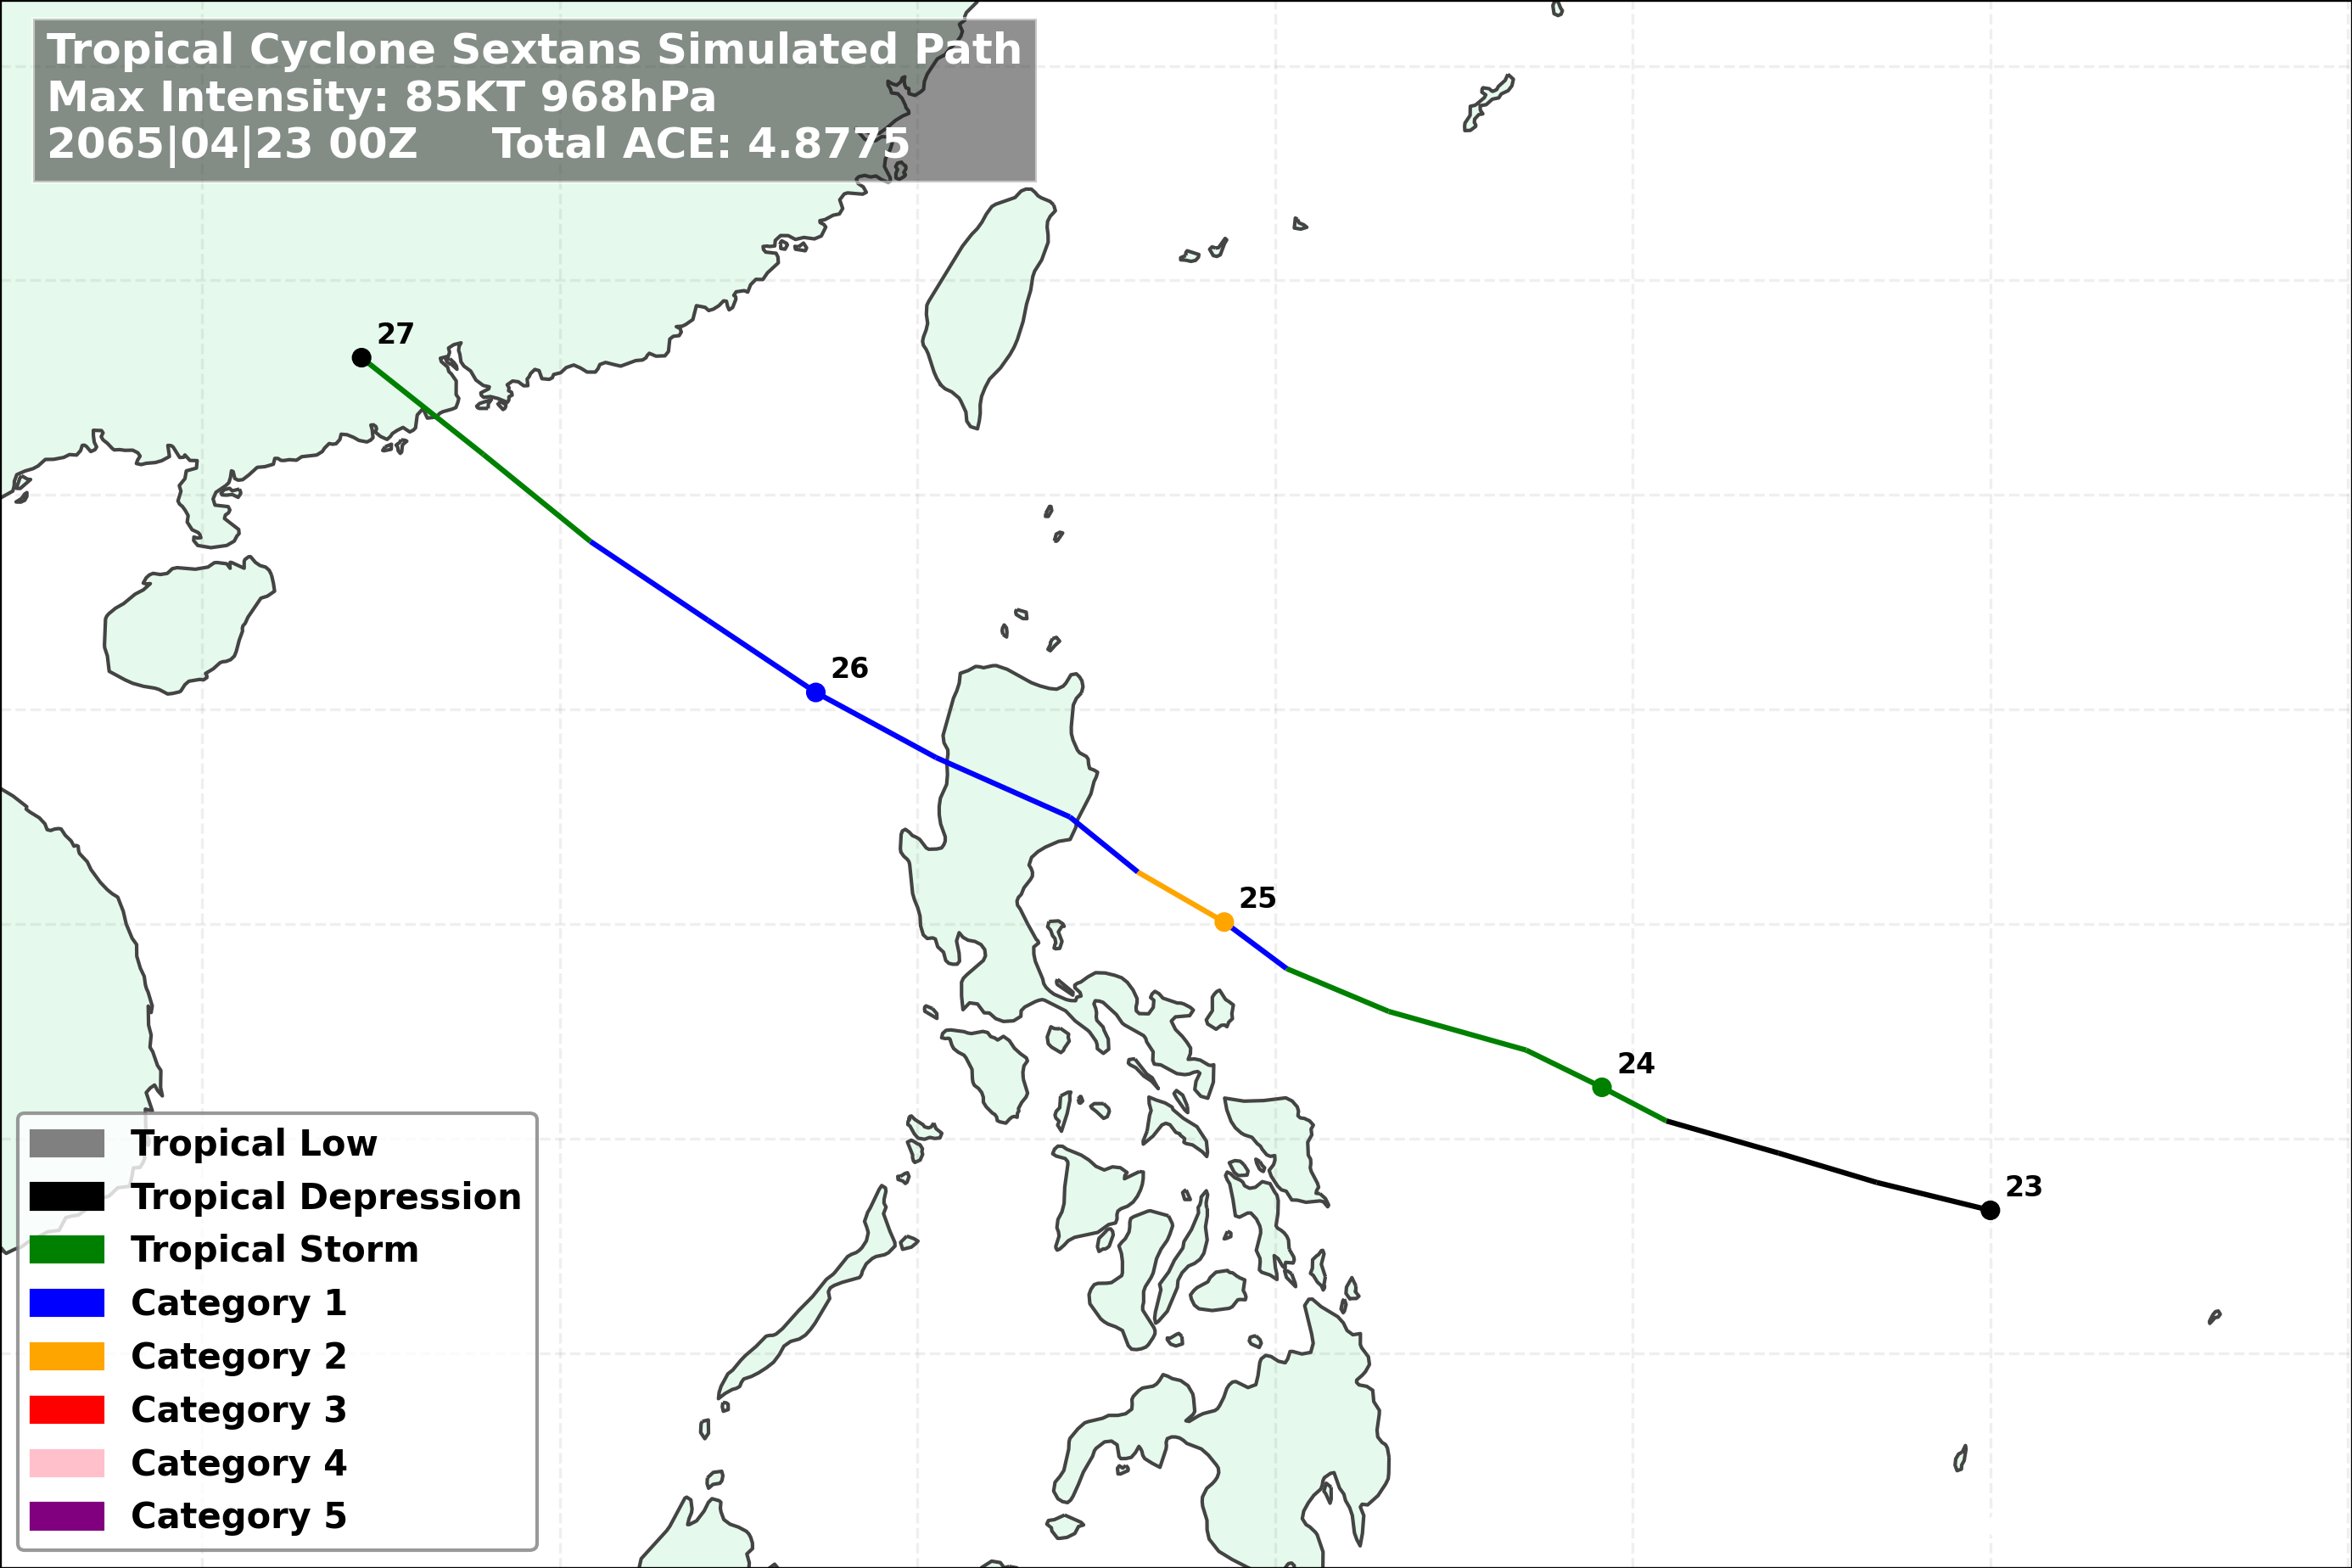 Tropical Cyclone Sextans Simulated Path
Max Intensity: 85KT 968hPa
2065|04|23 00Z Total ACE: 4.8775
27
26
25
24
23
Tropical Low
Tropical Depression
Tropical Storm
Category 1
Category 2
Category 3
Category 4
Category 5